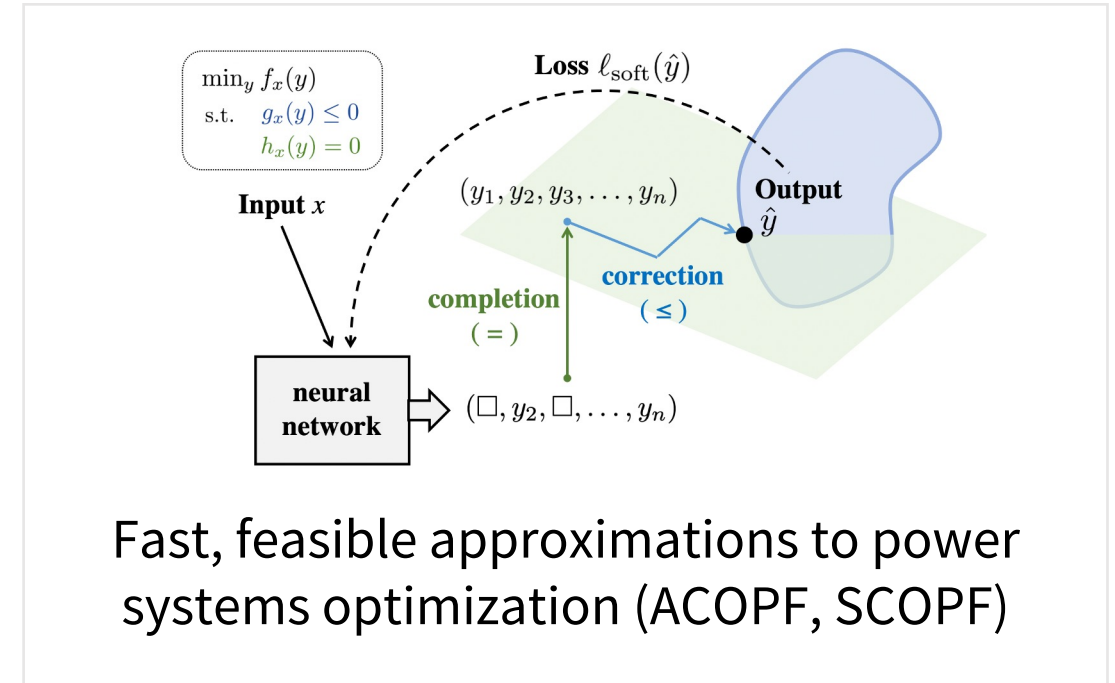 min_y f_x(y)
s.t. g_x(y) ≤ 0
h_x(y) = 0
Loss ℓ_soft(ŷ)
Input x
(y_1, y_2, y_3, . . . , y_n)
Output
ŷ
correction
( ≤ )
completion
( = )
neural
network
(□, y_2, □, . . . , y_n)
Fast, feasible approximations to power
systems optimization (ACOPF, SCOPF)